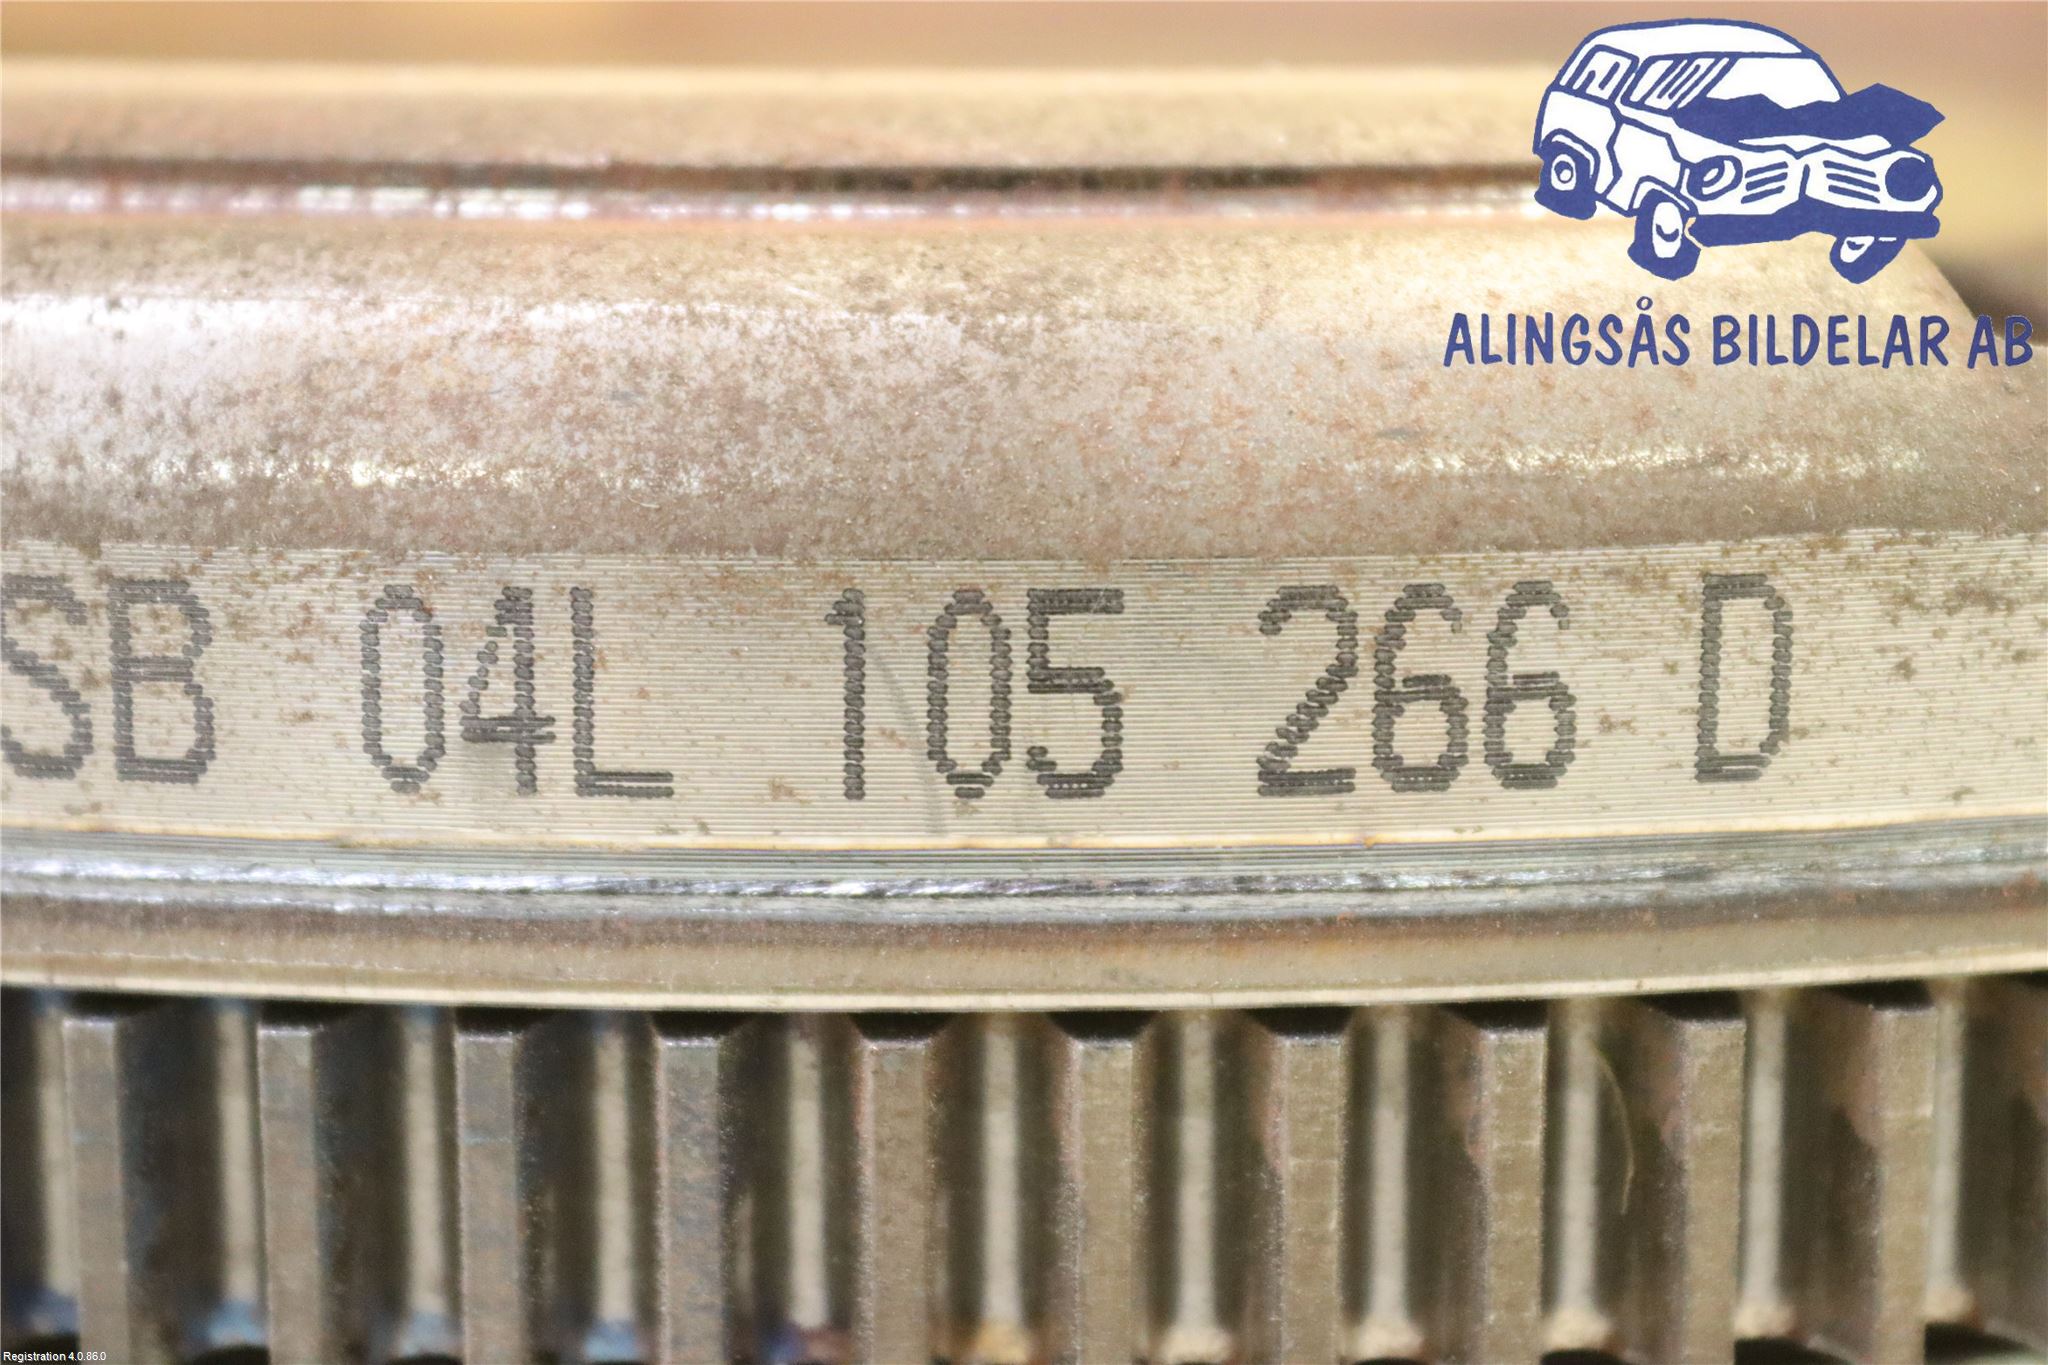 ALINGSÅS BILDELAR AB
SB 04L 105 266 D
Registration 4.0.86.0